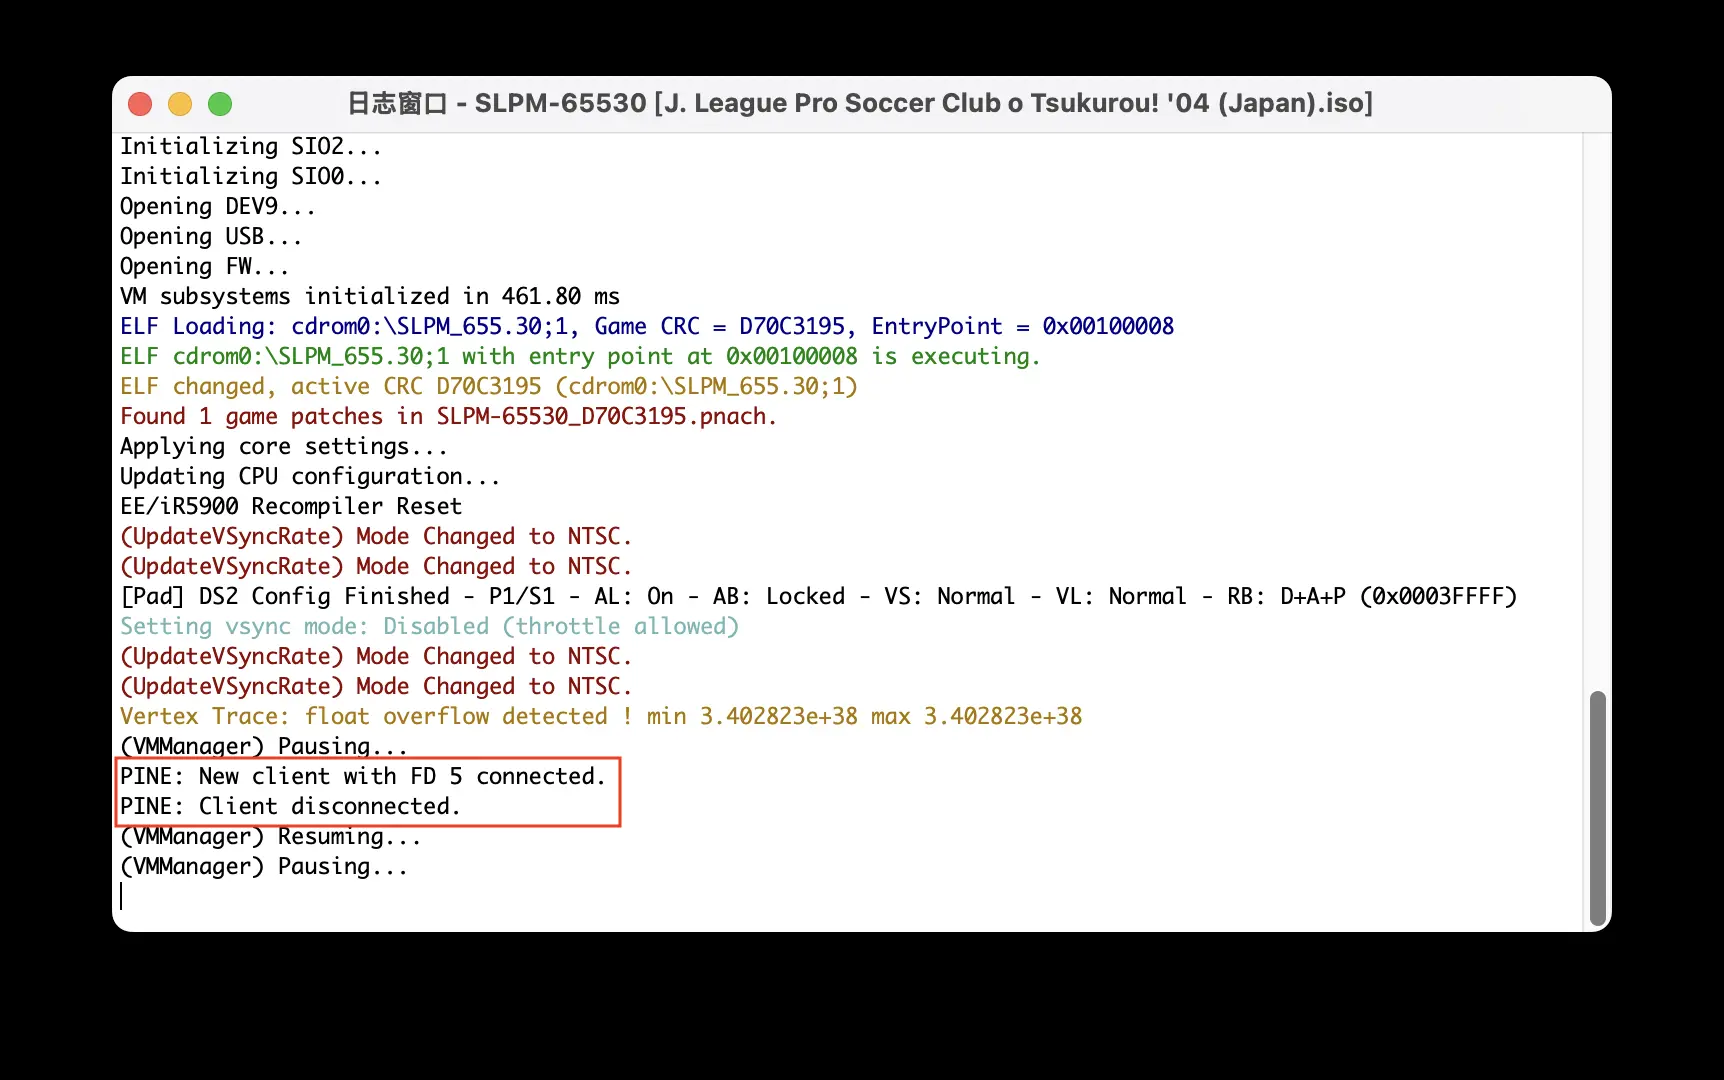 日志窗口 - SLPM-65530 [J. League Pro Soccer Club o Tsukurou! '04 (Japan).iso]
Initializing SIO2...
Initializing SIO0...
Opening DEV9...
Opening USB...
Opening FW...
VM subsystems initialized in 461.80 ms
ELF Loading: cdrom0:\SLPM_655.30;1, Game CRC = D70C3195, EntryPoint = 0x00100008
ELF cdrom0:\SLPM_655.30;1 with entry point at 0x00100008 is executing.
ELF changed, active CRC D70C3195 (cdrom0:\SLPM_655.30;1)
Found 1 game patches in SLPM-65530_D70C3195.pnach.
Applying core settings...
Updating CPU configuration...
EE/iR5900 Recompiler Reset
(UpdateVSyncRate) Mode Changed to NTSC.
(UpdateVSyncRate) Mode Changed to NTSC.
[Pad] DS2 Config Finished - P1/S1 - AL: On - AB: Locked - VS: Normal - VL: Normal - RB: D+A+P (0x0003FFFF)
Setting vsync mode: Disabled (throttle allowed)
(UpdateVSyncRate) Mode Changed to NTSC.
(UpdateVSyncRate) Mode Changed to NTSC.
Vertex Trace: float overflow detected ! min 3.402823e+38 max 3.402823e+38
(VMManager) Pausing...
PINE: New client with FD 5 connected.
PINE: Client disconnected.
(VMManager) Resuming...
(VMManager) Pausing...